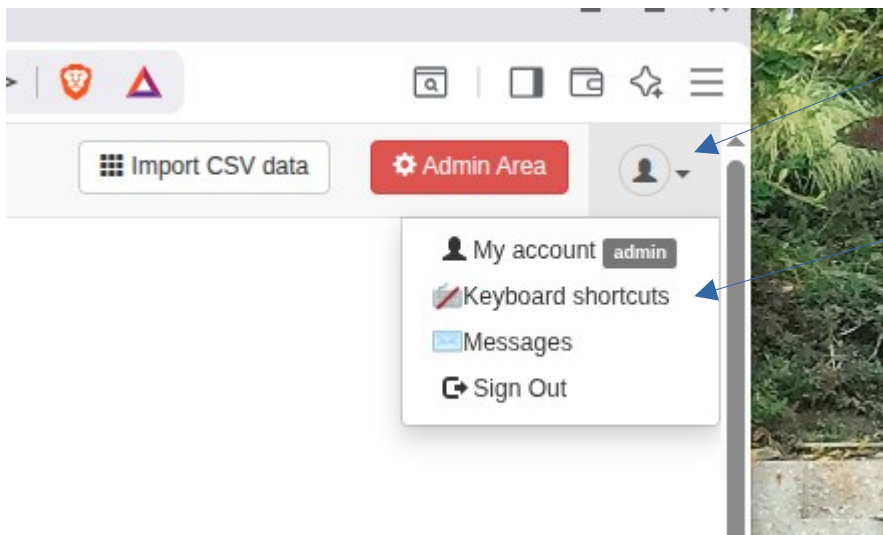 Import CSV data
Admin Area
My account admin
Keyboard shortcuts
Messages
Sign Out